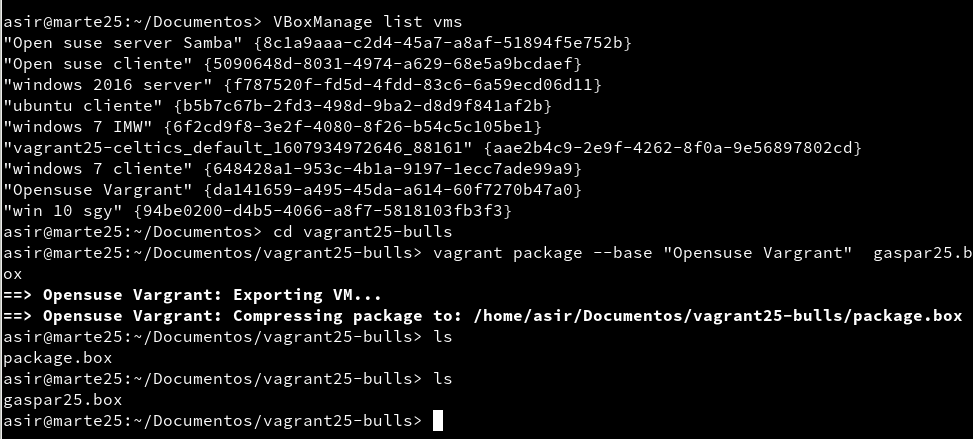 asir@marte25:~/Documentos> VBoxManage list vms
"Open suse server Samba" {8c1a9aaa-c2d4-45a7-a8af-51894f5e752b}
"Open suse cliente" {5090648d-8031-4974-a629-68e5a9bcdaef}
"windows 2016 server" {f787520f-fd5d-4fdd-83c6-6a59ecd06d11}
"ubuntu cliente" {b5b7c67b-2fd3-498d-9ba2-d8d9f841af2b}
"windows 7 IMW" {6f2cd9f8-3e2f-4080-8f26-b54c5c105be1}
"vagrant25-celtics_default_1607934972646_88161" {aae2b4c9-2e9f-4262-8f0a-9e56897802cd}
"windows 7 cliente" {648428a1-953c-4b1a-9197-1ecc7ade99a9}
"Opensuse Vargrant" {da141659-a495-45da-a614-60f7270b47a0}
"win 10 sgy" {94be0200-d4b5-4066-a8f7-5818103fb3f3}
asir@marte25:~/Documentos> cd vagrant25-bulls
asir@marte25:~/Documentos/vagrant25-bulls> vagrant package --base "Opensuse Vargrant"  gaspar25.b
ox
==> Opensuse Vargrant: Exporting VM...
==> Opensuse Vargrant: Compressing package to: /home/asir/Documentos/vagrant25-bulls/package.box
asir@marte25:~/Documentos/vagrant25-bulls> ls
package.box
asir@marte25:~/Documentos/vagrant25-bulls> ls
gaspar25.box
asir@marte25:~/Documentos/vagrant25-bulls>